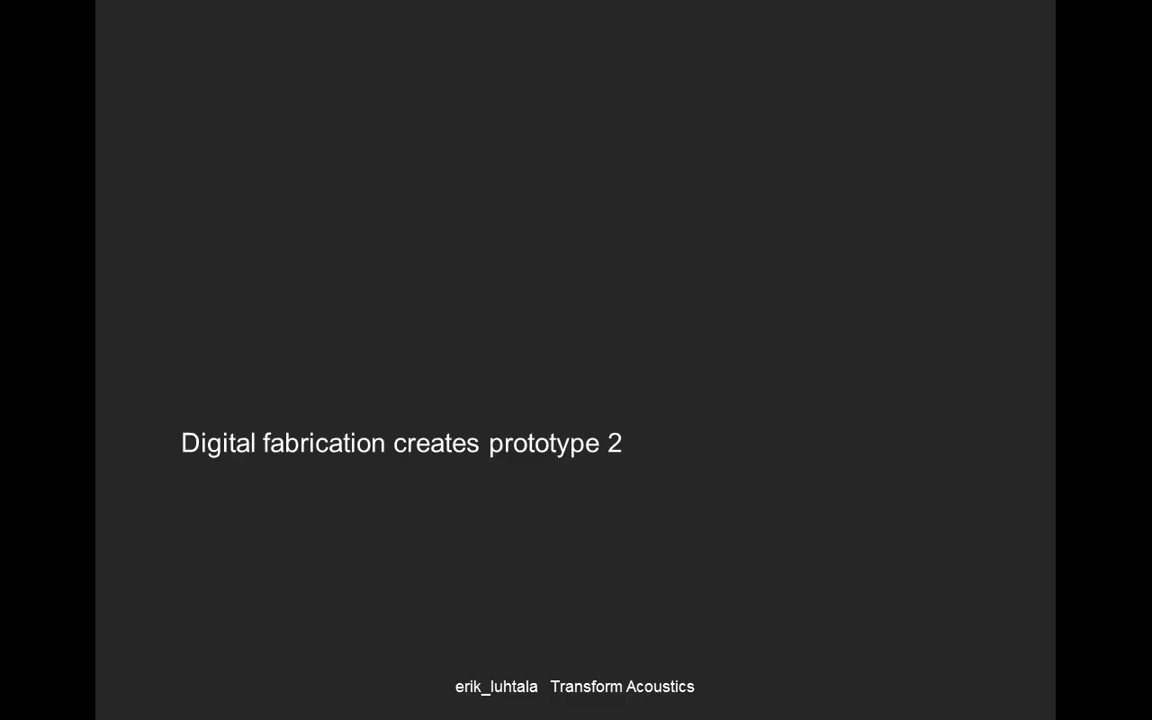 Digital fabrication creates prototype 2
erik_luhtala Transform Acoustics